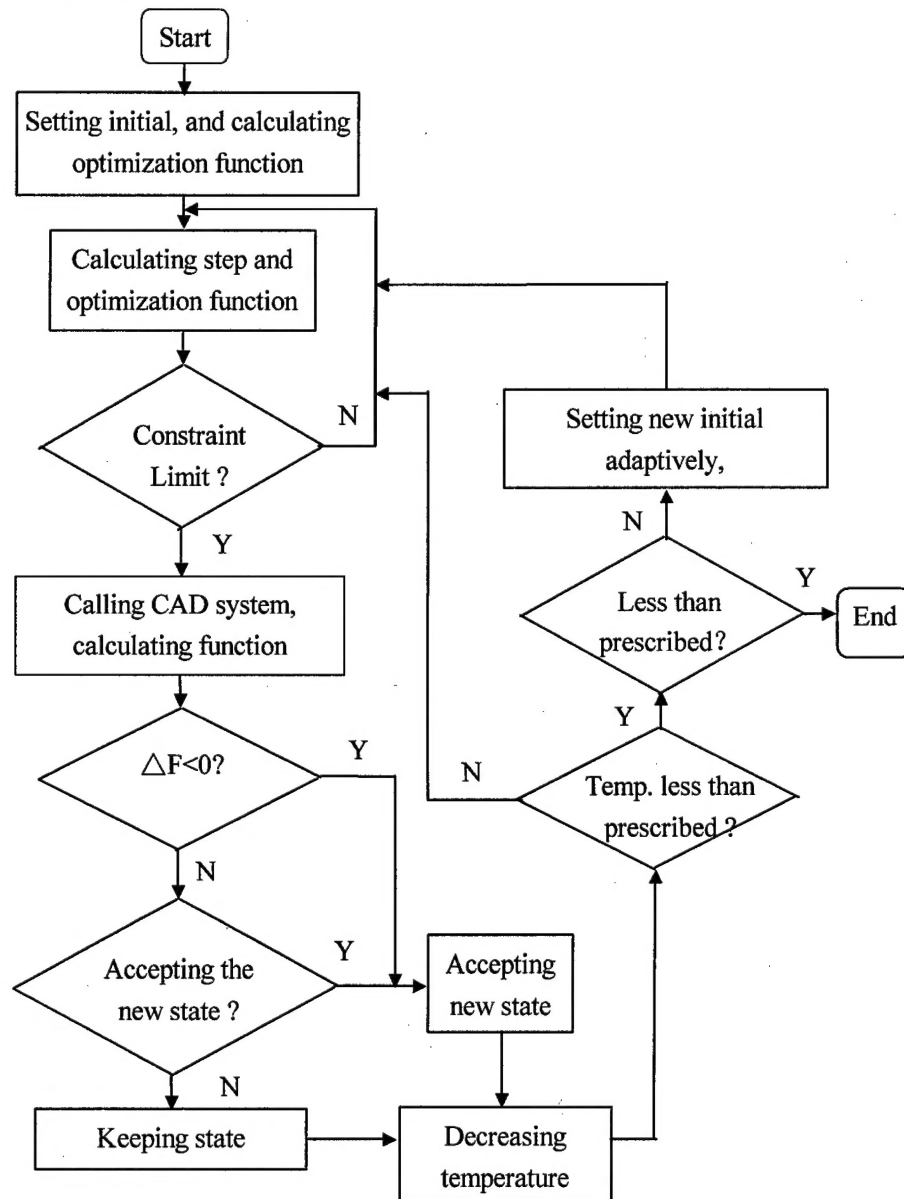 Start
Setting initial, and calculating
optimization function
Calculating step and
optimization function
Constraint
Limit ?
N
Y
Calling CAD system,
calculating function
△F<0?
Y
N
Accepting the
new state ?
Y
N
Accepting
new state
Keeping state
Decreasing
temperature
Temp. less than
prescribed ?
N
Y
Less than
prescribed?
N
Y
End
Setting new initial
adaptively,